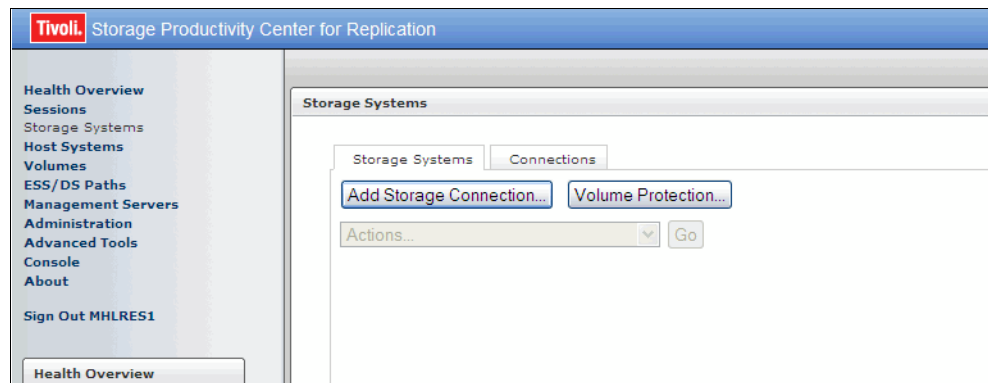 Tivoli. Storage Productivity Center for Replication
Health Overview
Sessions
Storage Systems
Host Systems
Volumes
ESS/DS Paths
Management Servers
Administration
Advanced Tools
Console
About
Sign Out MHLRES1
Health Overview
Storage Systems
Storage Systems
Connections
Add Storage Connection...
Volume Protection...
Actions...
Go